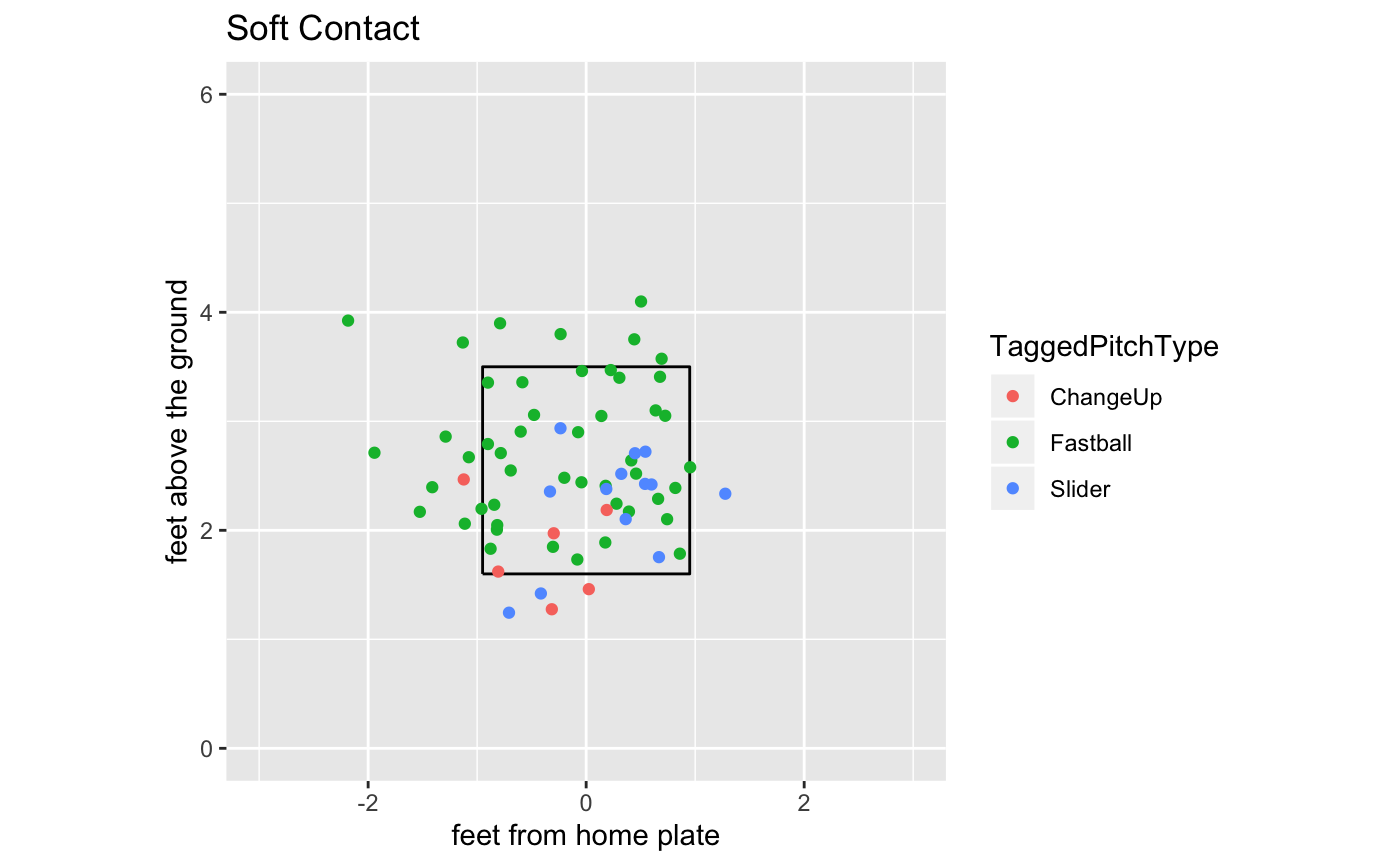 Soft Contact
feet above the ground
6
4
2
0
-2
0
2
feet from home plate
TaggedPitchType
ChangeUp
Fastball
Slider